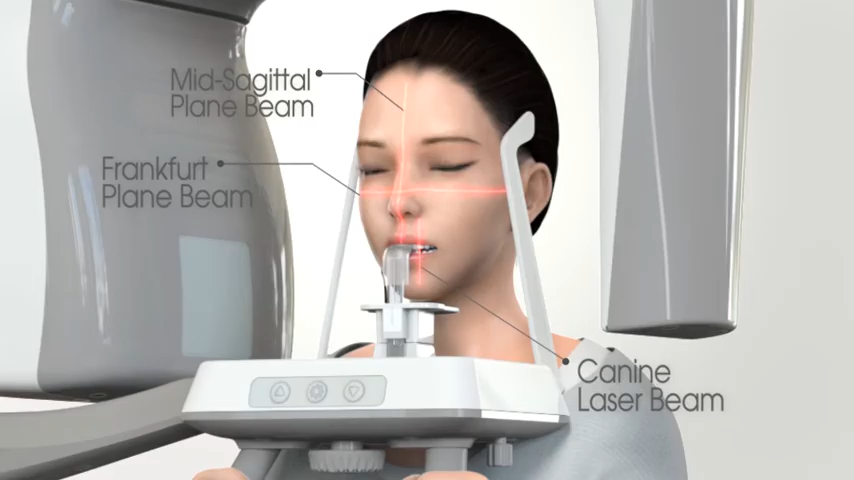 Mid-Sagittal
Plane Beam
Frankfurt
Plane Beam
Canine
Laser Beam